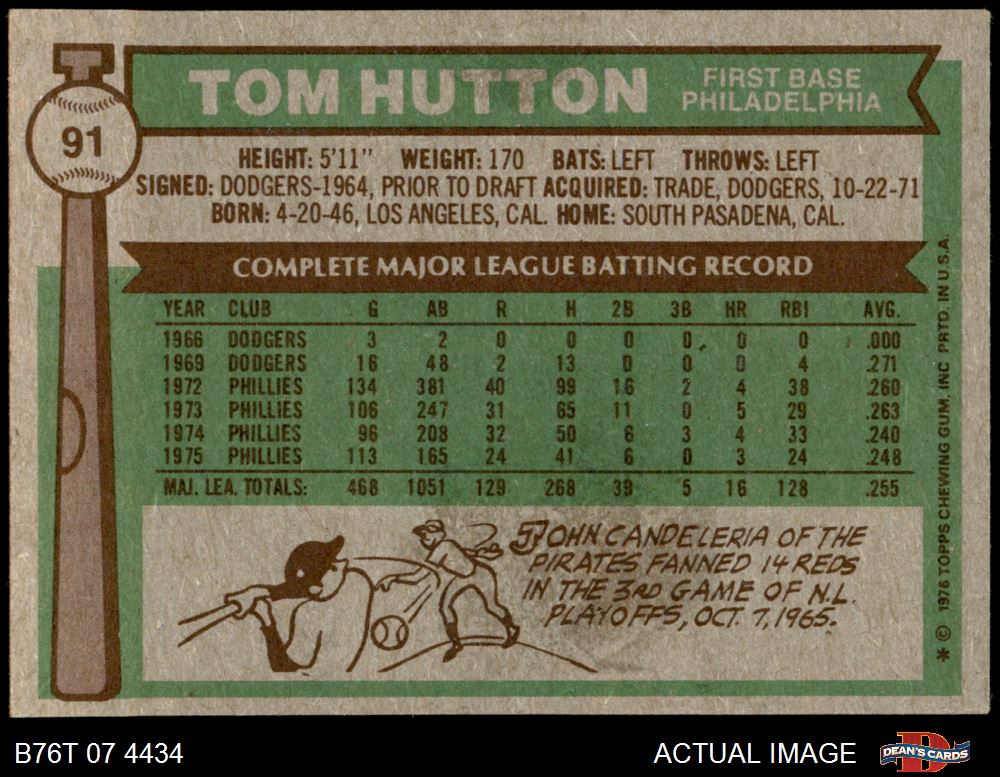 TOM HUTTON
FIRST BASE
PHILADELPHIA
91
HEIGHT: 5'11" WEIGHT: 170 BATS: LEFT THROWS: LEFT
SIGNED: DODGERS-1964, PRIOR TO DRAFT ACQUIRED: TRADE, DODGERS, 10-22-71
BORN: 4-20-46, LOS ANGELES, CAL. HOME: SOUTH PASADENA, CAL.
COMPLETE MAJOR LEAGUE BATTING RECORD
YEAR CLUB G AB R H 2B 3B HR RBI AVG.
1966 DODGERS 3 2 0 0 0 0 0 0 .000
1969 DODGERS 16 48 2 13 0 0 0 4 .271
1972 PHILLIES 134 381 40 99 16 2 4 38 .260
1973 PHILLIES 106 247 31 65 11 0 5 29 .263
1974 PHILLIES 96 208 32 50 6 3 4 33 .240
1975 PHILLIES 113 165 24 41 6 0 3 24 .248
MAJ. LEA. TOTALS: 468 1051 129 268 39 5 16 128 .255
JOHN CANDELERIA OF THE
PIRATES FANNED 14 REDS
IN THE 3RD GAME OF N.L.
PLAYOFFS, OCT. 7, 1965.
* © 1976 TOPPS CHEWING GUM, INC PRTD. IN U.S.A.
B76T 07 4434
ACTUAL IMAGE
D
DEAN'S CARDS